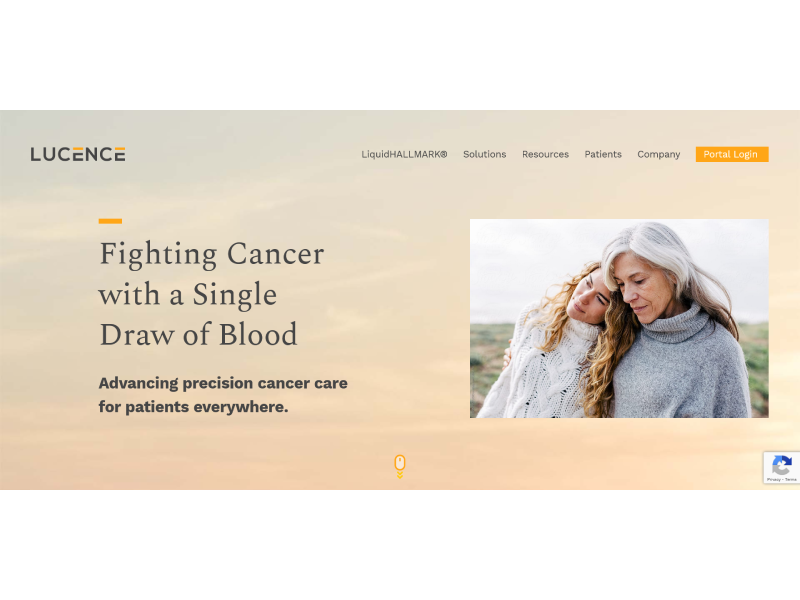 LUCENCE
LiquidHALLMARK® Solutions Resources Patients Company Portal Login
Fighting Cancer
with a Single
Draw of Blood
Advancing precision cancer care
for patients everywhere.
Privacy - Terms